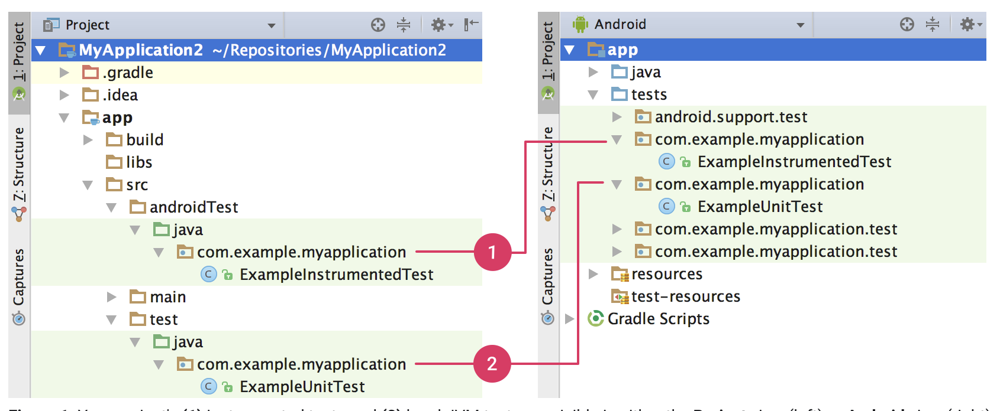 Project
MyApplication2 ~/Repositories/MyApplication2
.gradle
.idea
app
build
libs
src
androidTest
java
com.example.myapplication
ExampleInstrumentedTest
main
test
java
com.example.myapplication
ExampleUnitTest
1: Project
7: Structure
Captures
1
2
Android
app
java
tests
android.support.test
com.example.myapplication
ExampleInstrumentedTest
com.example.myapplication
ExampleUnitTest
com.example.myapplication.test
com.example.myapplication.test
resources
test-resources
Gradle Scripts
1: Project
7: Structure
Captures